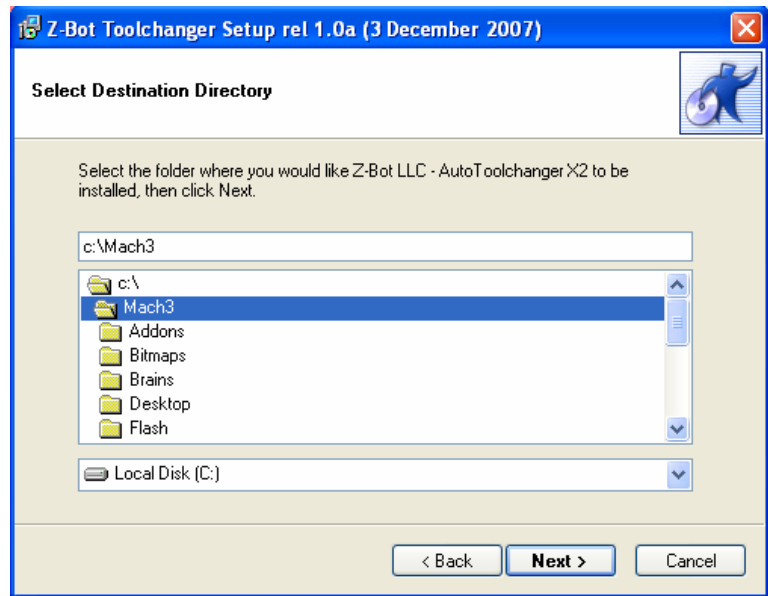 Z-Bot Toolchanger Setup rel 1.0a (3 December 2007)
Select Destination Directory
Select the folder where you would like Z-Bot LLC - AutoToolchanger X2 to be
installed, then click Next.
c:\Mach3
c:\
Mach3
Addons
Bitmaps
Brains
Desktop
Flash
Local Disk (C:)
< Back
Next >
Cancel